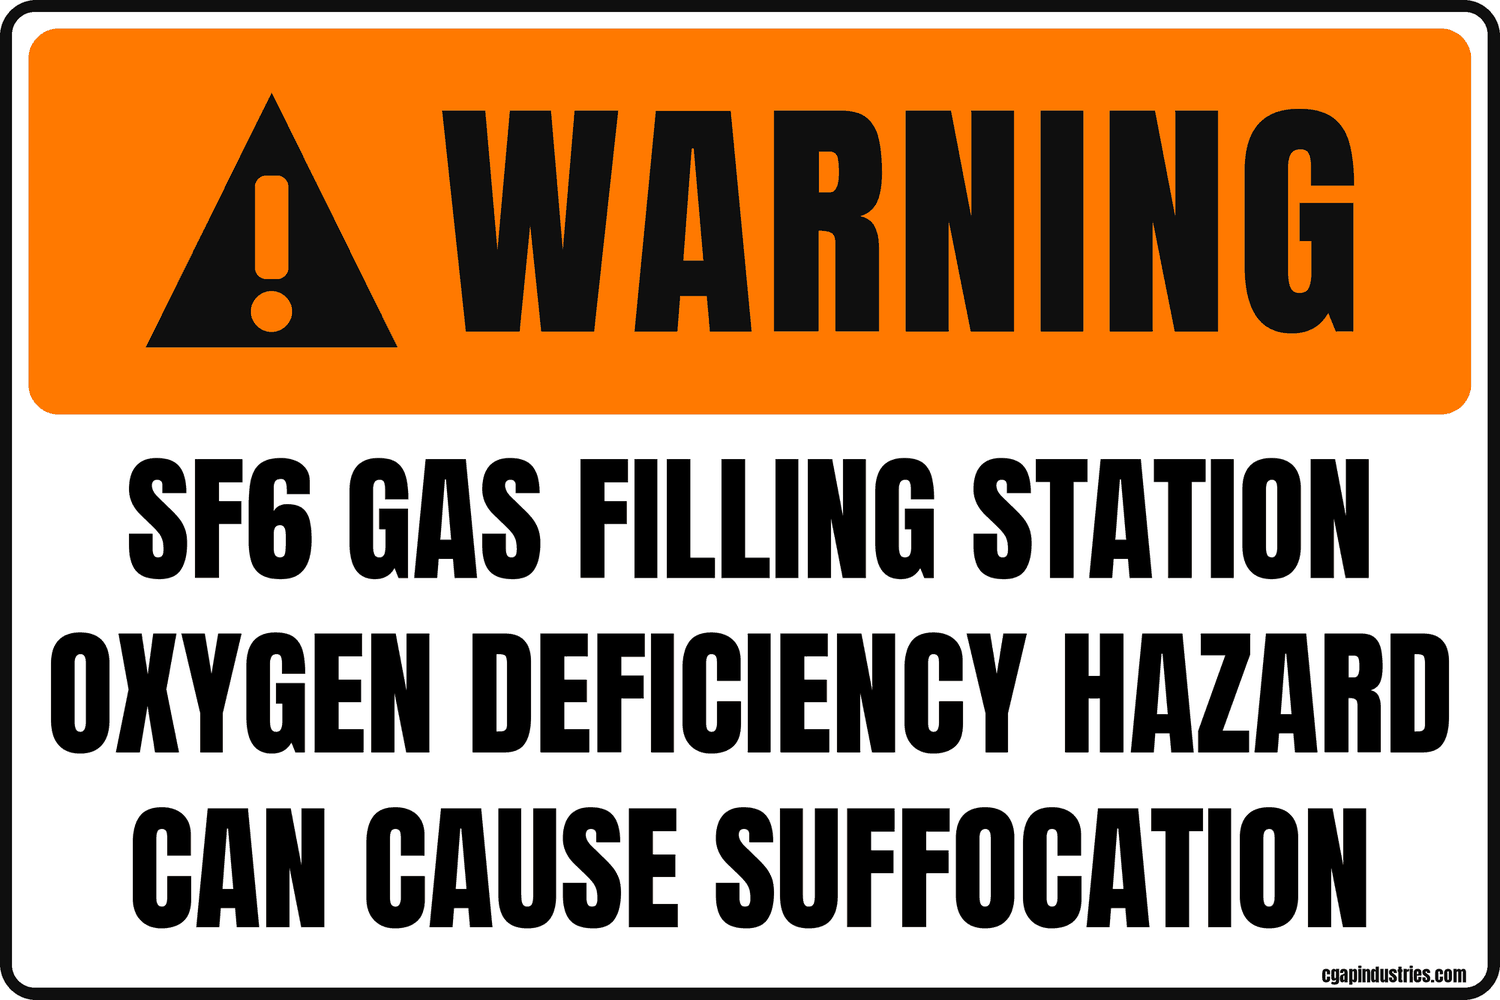 WARNING
SF6 GAS FILLING STATION
OXYGEN DEFICIENCY HAZARD
CAN CAUSE SUFFOCATION
cgapindustries.com